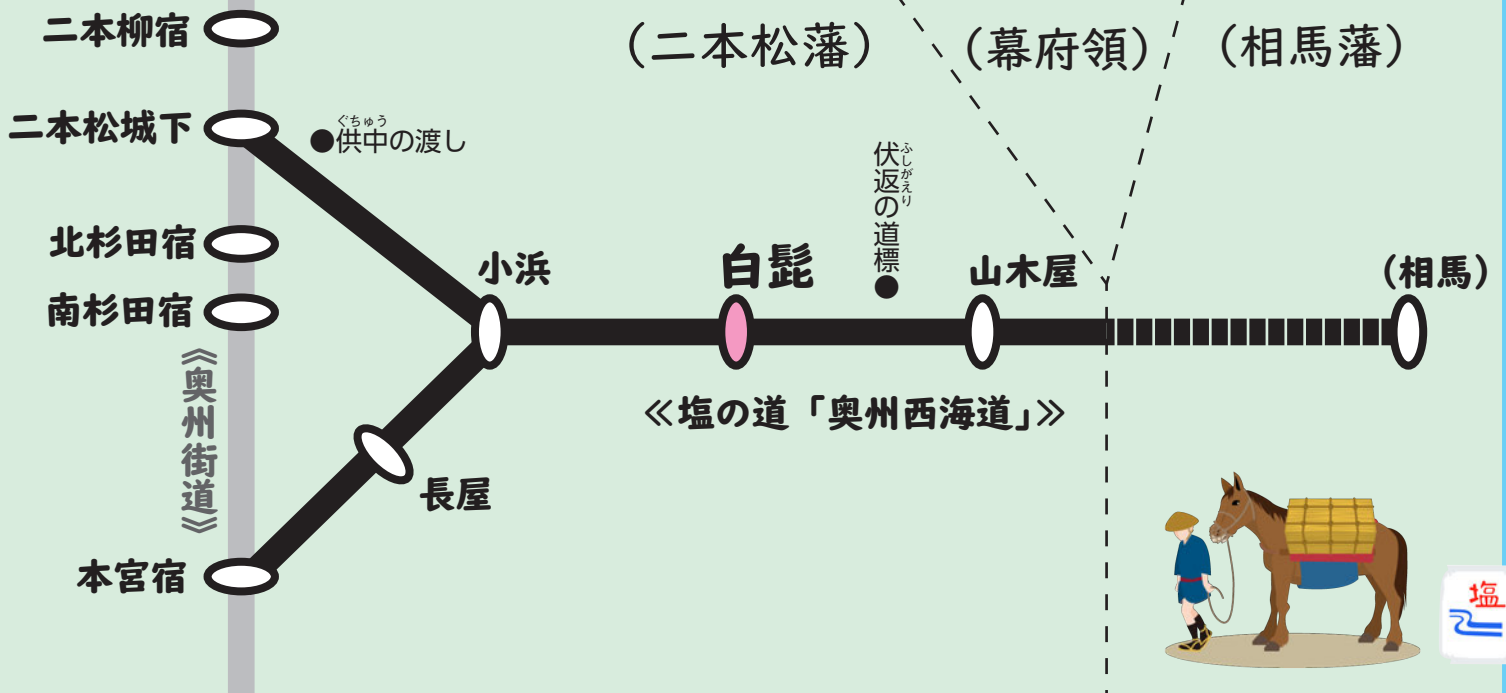 二本柳宿
(二本松藩)
(幕府領)
(相馬藩)
二本松城下
ぐちゅう
●供中の渡し
ふしがえり
伏返の道標
北杉田宿
小浜
白髭
山木屋
(相馬)
南杉田宿
《奥州街道》
≪塩の道「奥州西海道」≫
長屋
本宮宿
塩